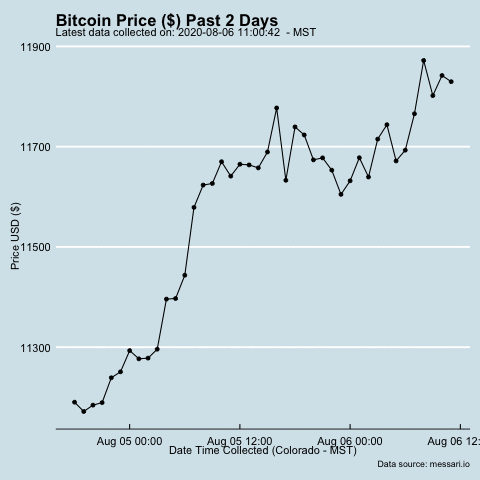 Bitcoin Price ($) Past 2 Days
Latest data collected on: 2020-08-06 11:00:42  - MST
11900
11700
11500
11300
Price USD ($)
Aug 05 00:00 Aug 05 12:00 Aug 06 00:00 Aug 06 12:
Date Time Collected (Colorado - MST)
Data source: messari.io